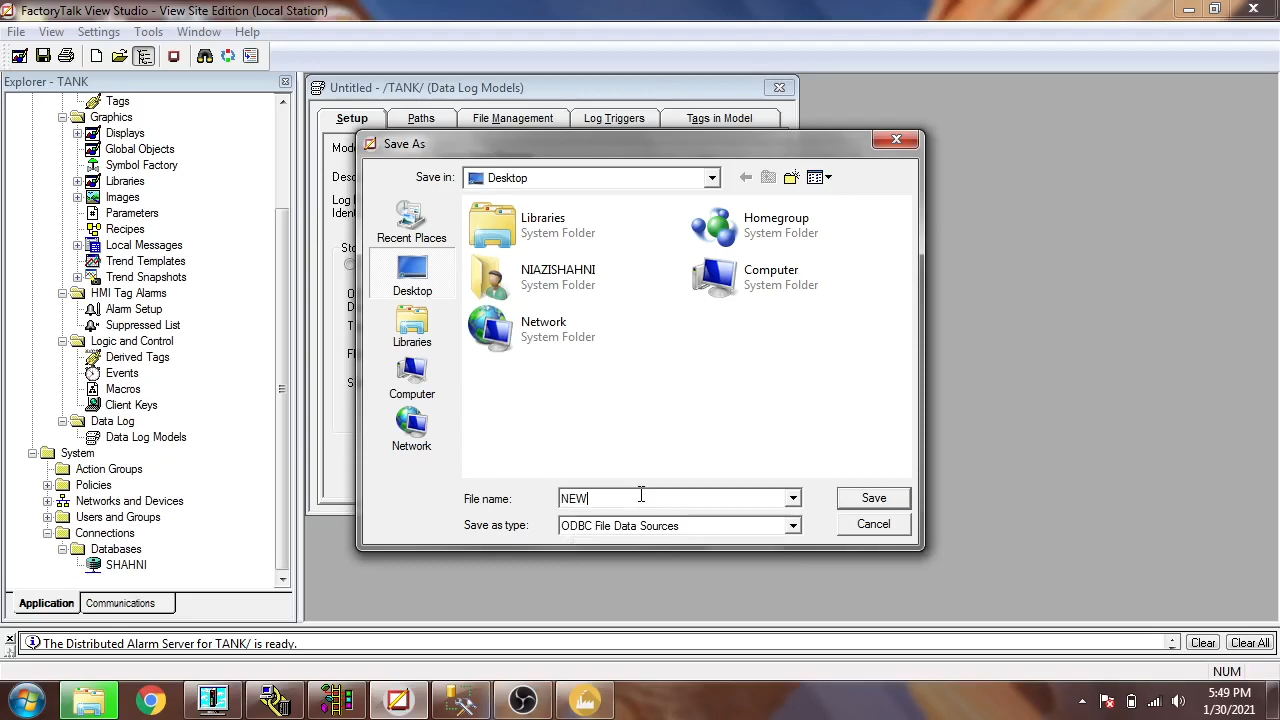 FactoryTalk View Studio - View Site Edition (Local Station)
File View Settings Tools Window Help
Explorer - TANK
Tags
Graphics
Displays
Global Objects
Symbol Factory
Libraries
Images
Parameters
Recipes
Local Messages
Trend Templates
Trend Snapshots
HMI Tag Alarms
Alarm Setup
Suppressed List
Logic and Control
Derived Tags
Events
Macros
Client Keys
Data Log
Data Log Models
System
Action Groups
Policies
Networks and Devices
Users and Groups
Connections
Databases
SHAHNI
Application Communications
Untitled - /TANK/ (Data Log Models)
Setup Paths File Management Log Triggers Tags in Model
Save As
Save in: Desktop
Recent Places
Desktop
Libraries
Computer
Network
Libraries
System Folder
Homegroup
System Folder
NIAZISHAHNI
System Folder
Computer
System Folder
Network
System Folder
File name: NEW Save
Save as type: ODBC File Data Sources Cancel
The Distributed Alarm Server for TANK/ is ready. Clear Clear All
NUM
5:49 PM
1/30/2021